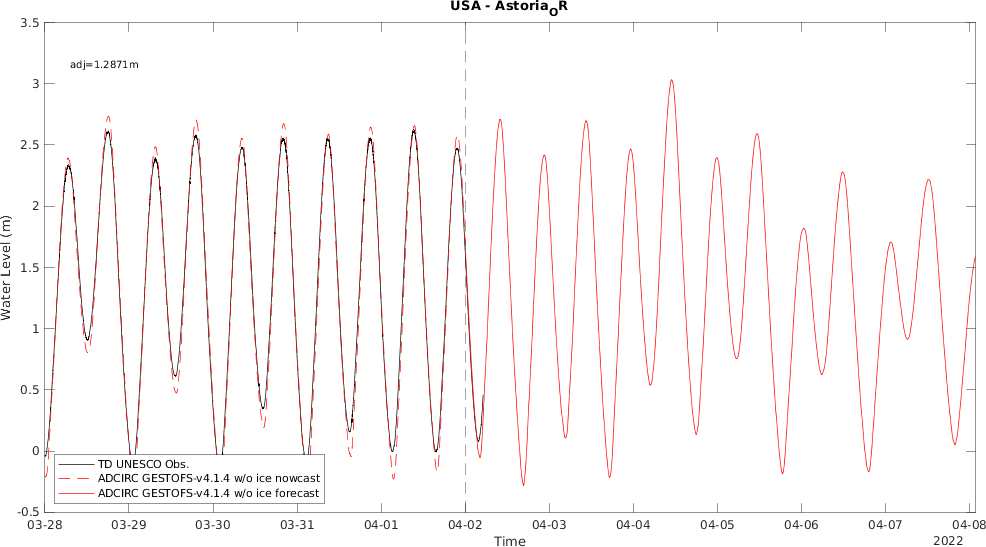 USA - Astoria_OR
3.5
3
2.5
2
1.5
1
0.5
0
-0.5
Water Level (m)
adj=1.2871m
TD UNESCO Obs.
ADCIRC GESTOFS-v4.1.4 w/o ice nowcast
ADCIRC GESTOFS-v4.1.4 w/o ice forecast
03-28 03-29 03-30 03-31 04-01 04-02 04-03 04-04 04-05 04-06 04-07 04-08
Time
2022